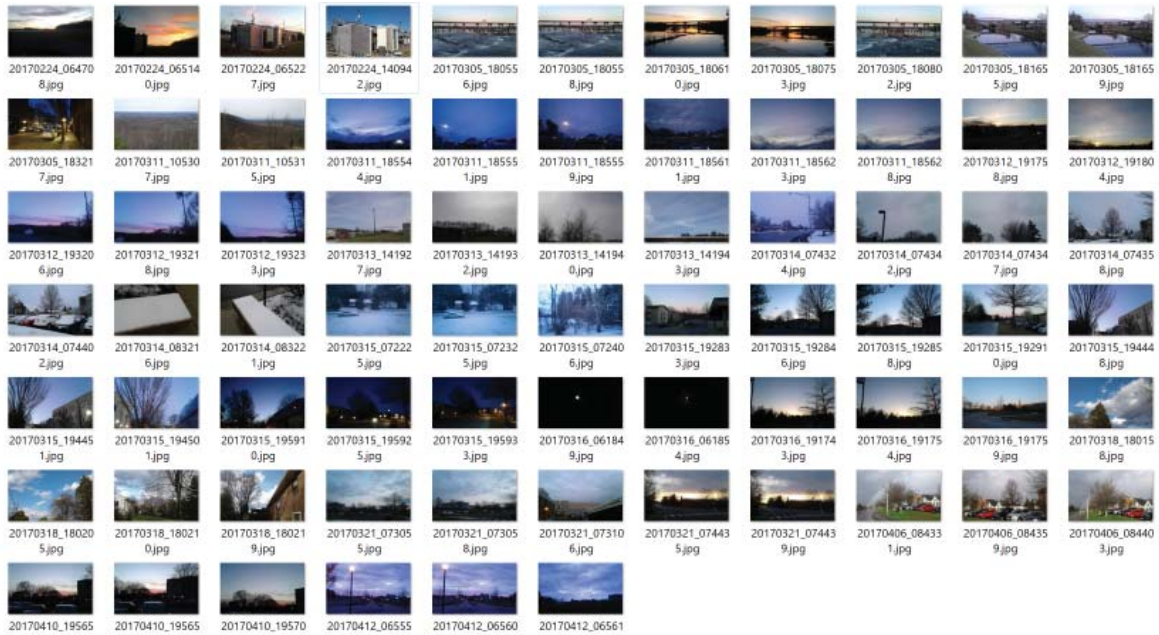 20170224_06470 20170224_06514 20170224_06522 20170224_14094 20170305_18055 20170305_18055 20170305_18061 20170305_18075 20170305_18080 20170305_18165 20170305_18165
8.jpg 0.jpg 7.jpg 2.jpg 6.jpg 8.jpg 0.jpg 3.jpg 2.jpg 5.jpg 9.jpg
20170305_18321 20170311_10530 20170311_10531 20170311_18554 20170311_18555 20170311_18555 20170311_18561 20170311_18562 20170311_18562 20170312_19175 20170312_19180
7.jpg 7.jpg 5.jpg 4.jpg 1.jpg 9.jpg 1.jpg 3.jpg 8.jpg 8.jpg 4.jpg
20170312_19320 20170312_19321 20170312_19323 20170313_14192 20170313_14193 20170313_14194 20170313_14194 20170314_07432 20170314_07434 20170314_07434 20170314_07435
6.jpg 8.jpg 3.jpg 7.jpg 2.jpg 0.jpg 3.jpg 4.jpg 2.jpg 7.jpg 8.jpg
20170314_07440 20170314_08321 20170314_08322 20170315_07222 20170315_07232 20170315_07240 20170315_19283 20170315_19284 20170315_19285 20170315_19291 20170315_19444
2.jpg 6.jpg 1.jpg 5.jpg 5.jpg 6.jpg 3.jpg 6.jpg 8.jpg 0.jpg 8.jpg
20170315_19445 20170315_19450 20170315_19591 20170315_19592 20170315_19593 20170316_06184 20170316_06185 20170316_19174 20170316_19175 20170316_19175 20170318_18015
1.jpg 1.jpg 0.jpg 5.jpg 3.jpg 9.jpg 4.jpg 3.jpg 4.jpg 9.jpg 8.jpg
20170318_18020 20170318_18021 20170318_18021 20170321_07305 20170321_07305 20170321_07310 20170321_07443 20170321_07443 20170406_08433 20170406_08435 20170406_08440
5.jpg 0.jpg 9.jpg 5.jpg 8.jpg 6.jpg 5.jpg 9.jpg 1.jpg 9.jpg 3.jpg
20170410_19565 20170410_19565 20170410_19570 20170412_06555 20170412_06560 20170412_06561